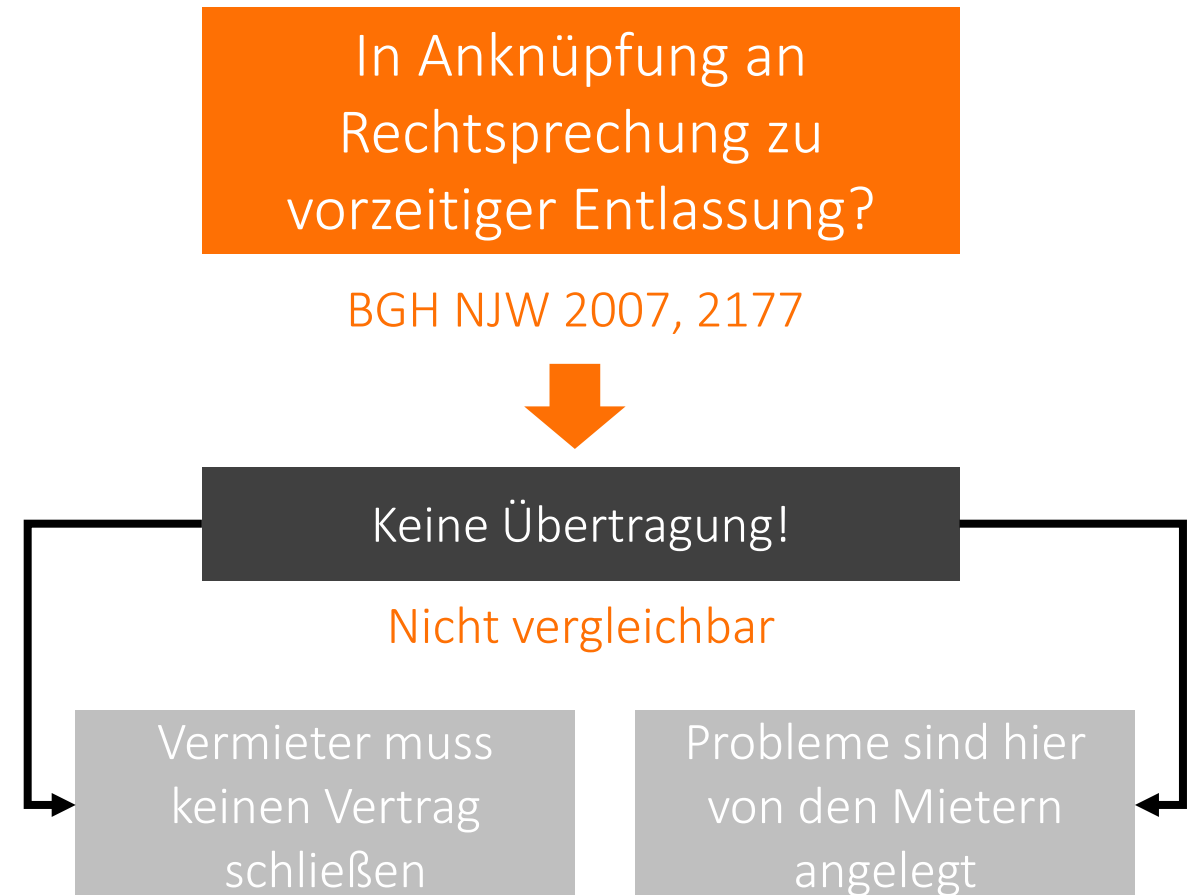 In Anknüpfung an
Rechtsprechung zu
vorzeitiger Entlassung?
BGH NJW 2007, 2177
Keine Übertragung!
Nicht vergleichbar
Vermieter muss
keinen Vertrag
schließen
Probleme sind hier
von den Mietern
angelegt